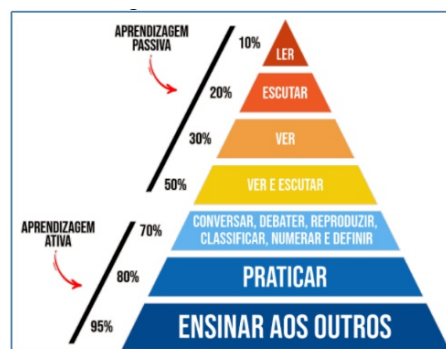 APRENDIZAGEM
PASSIVA
10%
LER
20%
ESCUTAR
30%
VER
50%
VER E ESCUTAR
APRENDIZAGEM
ATIVA
70%
CONVERSAR, DEBATER, REPRODUZIR,
CLASSIFICAR, NUMERAR E DEFINIR
80%
PRATICAR
95%
ENSINAR AOS OUTROS